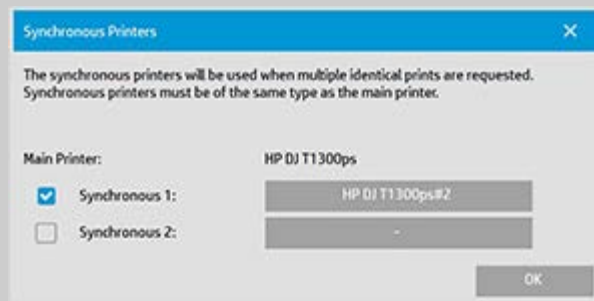 Synchronous Printers
The synchronous printers will be used when multiple identical prints are requested.
Synchronous printers must be of the same type as the main printer.
Main Printer: HP DJ T1300ps
Synchronous 1: HP DJ T1300ps#2
Synchronous 2: -
OK